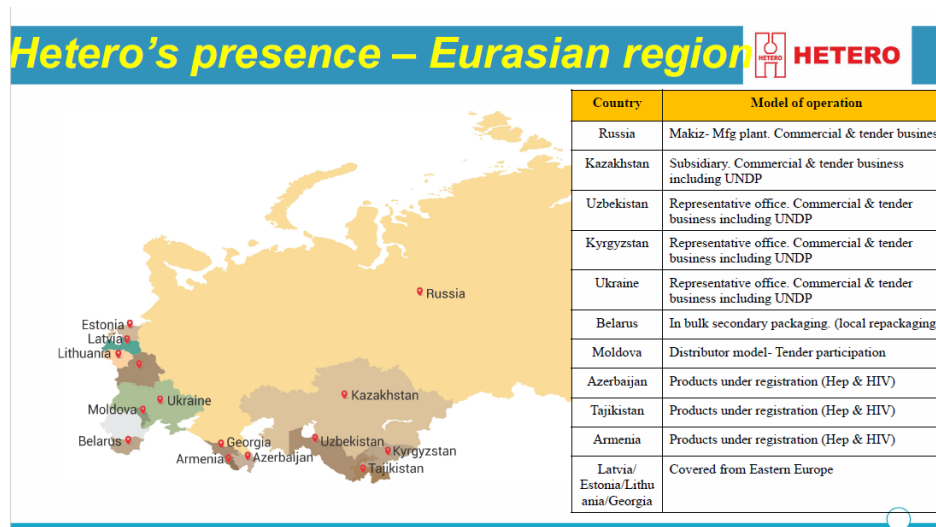 Hetero’s presence – Eurasian region
HETERO
HETERO
Country Model of operation
Russia Makiz- Mfg plant. Commercial & tender busines
Kazakhstan Subsidiary. Commercial & tender business
including UNDP
Uzbekistan Representative office. Commercial & tender
business including UNDP
Kyrgyzstan Representative office. Commercial & tender
business including UNDP
Ukraine Representative office. Commercial & tender
business including UNDP
Belarus In bulk secondary packaging. (local repackaging
Moldova Distributor model- Tender participation
Azerbaijan Products under registration (Hep & HIV)
Tajikistan Products under registration (Hep & HIV)
Armenia Products under registration (Hep & HIV)
Latvia/ Covered from Eastern Europe
Estonia/Lithu
ania/Georgia
Russia
Estonia
Latvia
Lithuania
Kazakhstan
Ukraine
Moldova
Belarus
Georgia
Uzbekistan
Armenia
Azerbaijan
Kyrgyzstan
Tajikistan